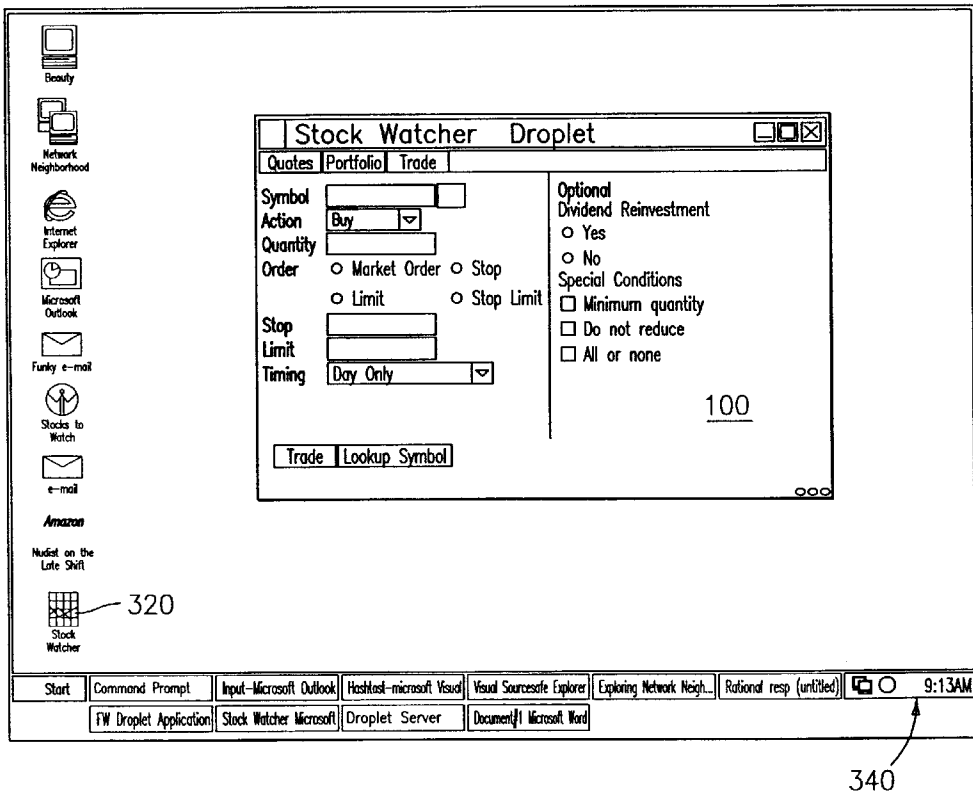 Beauty
Network
Neighborhood
Internet
Explorer
Microsoft
Outlook
Funky e-mail
Stocks to
Watch
e-mail
Amazon
Nudist on the
Late Shift
320
Stock
Watcher
Stock Watcher Droplet
Quotes Portfolio Trade
Symbol
Action Buy
Quantity
Order Market Order Stop
Limit Stop Limit
Stop
Limit
Timing Day Only
Trade Lookup Symbol
Optional
Dividend Reinvestment
Yes
No
Special Conditions
Minimum quantity
Do not reduce
All or none
100
Start Command Prompt Input-Microsoft Outlook Hashlast-microsoft Visual Visual Sourcesafe Explorer Exploring Network Neigh... Rational resp (untitled) 9:13AM
FW Droplet Application Stock Watcher Microsoft Droplet Server Document 1 Microsoft Word
340